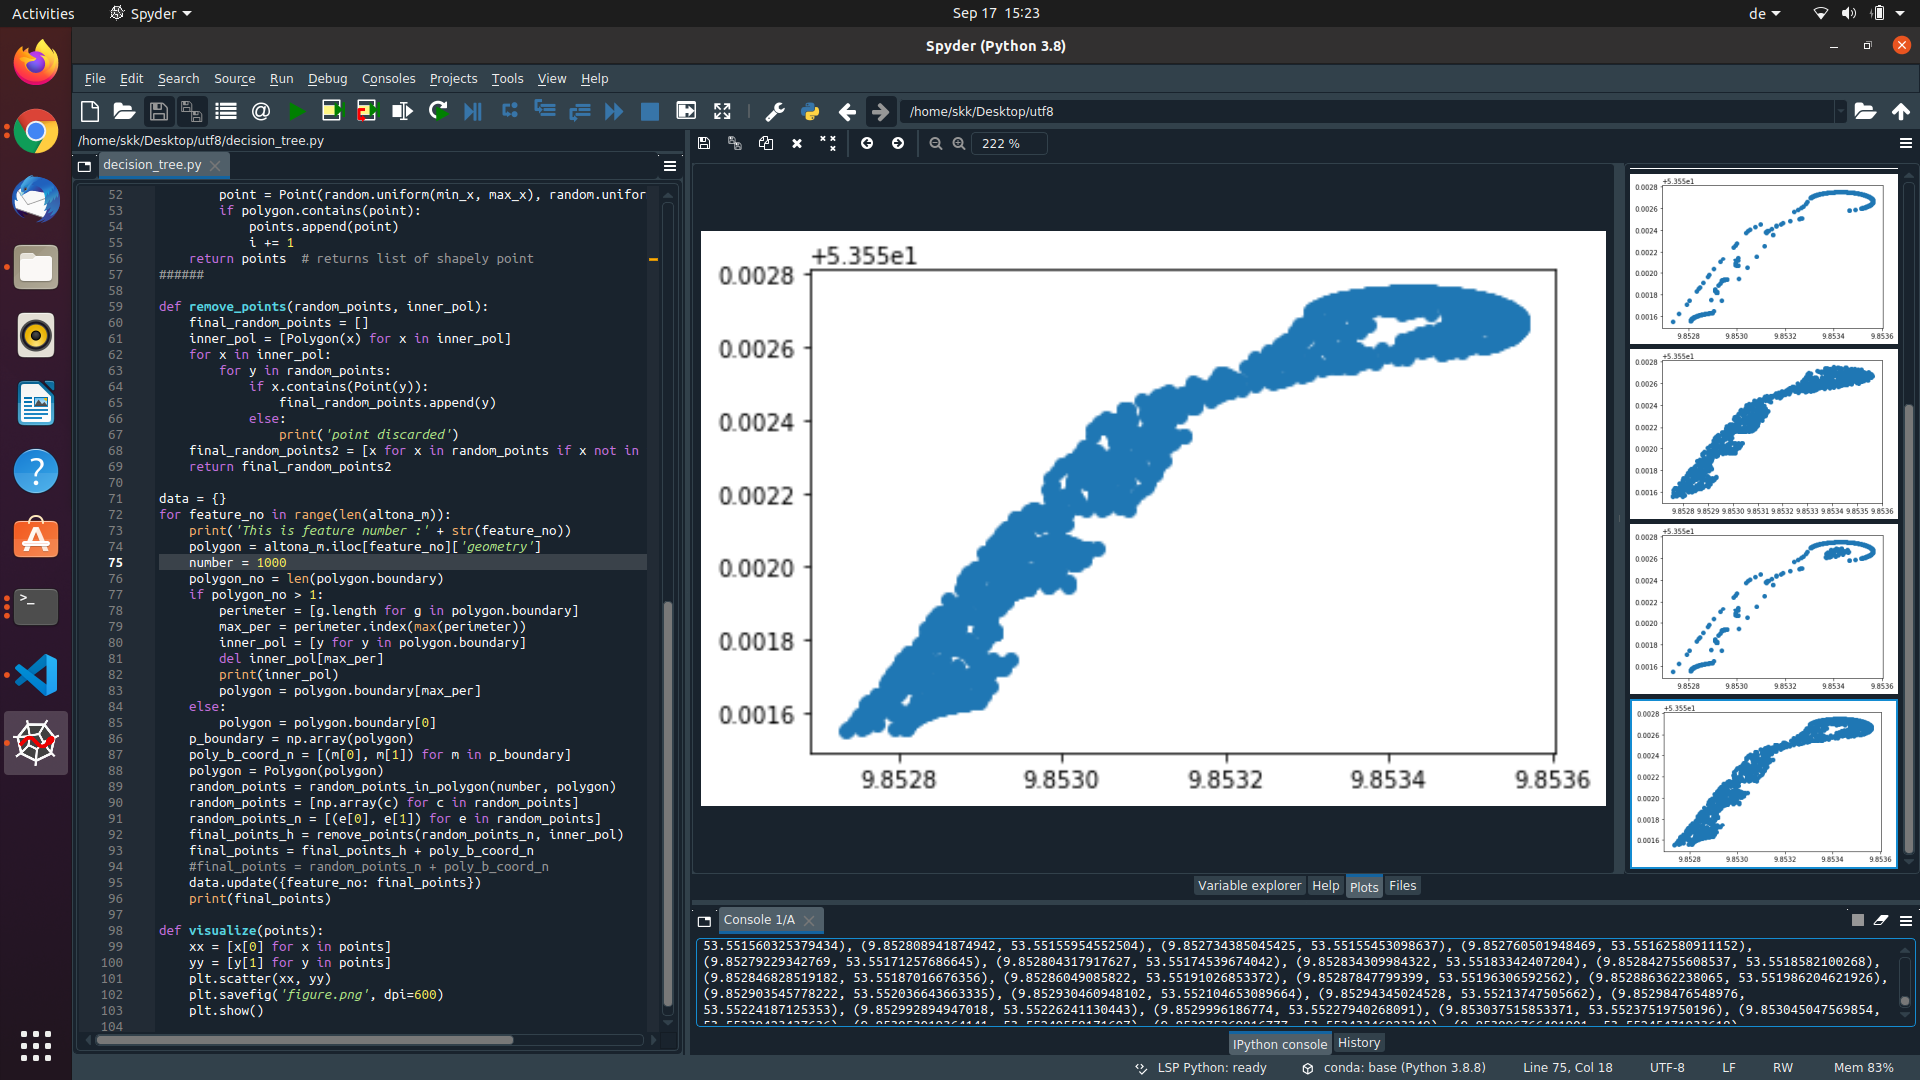 Activities
Spyder
Sep 17 15:23
de
Spyder (Python 3.8)
File Edit Search Source Run Debug Consoles Projects Tools View Help
/home/skk/Desktop/utf8
/home/skk/Desktop/utf8/decision_tree.py
222 %
decision_tree.py
52 point = Point(random.uniform(min_x, max_x), random.unifor
53 if polygon.contains(point):
54 points.append(point)
55 i += 1
56 return points # returns list of shapely point
57 ######
58
59 def remove_points(random_points, inner_pol):
60 final_random_points = []
61 inner_pol = [Polygon(x) for x in inner_pol]
62 for x in inner_pol:
63 for y in random_points:
64 if x.contains(Point(y)):
65 final_random_points.append(y)
66 else:
67 print('point discarded')
68 final_random_points2 = [x for x in random_points if x not in
69 return final_random_points2
70
71 data = {}
72 for feature_no in range(len(altona_m)):
73 print('This is feature number :' + str(feature_no))
74 polygon = altona_m.iloc[feature_no]['geometry']
75 number = 1000
76 polygon_no = len(polygon.boundary)
77 if polygon_no > 1:
78 perimeter = [g.length for g in polygon.boundary]
79 max_per = perimeter.index(max(perimeter))
80 inner_pol = [y for y in polygon.boundary]
81 del inner_pol[max_per]
82 print(inner_pol)
83 polygon = polygon.boundary[max_per]
84 else:
85 polygon = polygon.boundary[0]
86 p_boundary = np.array(polygon)
87 poly_b_coord_n = [(m[0], m[1]) for m in p_boundary]
88 polygon = Polygon(polygon)
89 random_points = random_points_in_polygon(number, polygon)
90 random_points = [np.array(c) for c in random_points]
91 random_points_n = [(e[0], e[1]) for e in random_points]
92 final_points_h = remove_points(random_points_n, inner_pol)
93 final_points = final_points_h + poly_b_coord_n
94 #final_points = random_points_n + poly_b_coord_n
95 data.update({feature_no: final_points})
96 print(final_points)
97
98 def visualize(points):
99 xx = [x[0] for x in points]
100 yy = [y[1] for y in points]
101 plt.scatter(xx, yy)
102 plt.savefig('figure.png', dpi=600)
103 plt.show()
104
+5.355e1
0.0028
0.0026
0.0024
0.0022
0.0020
0.0018
0.0016
9.8528 9.8530 9.8532 9.8534 9.8536
+5.355e1
0.0028
0.0026
0.0024
0.0022
0.0020
0.0018
0.0016
9.8528 9.8530 9.8532 9.8534 9.8536
+5.355e1
0.0028
0.0026
0.0024
0.0022
0.0020
0.0018
0.0016
9.8528 9.8529 9.8530 9.8531 9.8532 9.8533 9.8534 9.8535 9.8536
+5.355e1
0.0028
0.0026
0.0024
0.0022
0.0020
0.0018
0.0016
9.8528 9.8530 9.8532 9.8534 9.8536
+5.355e1
0.0028
0.0026
0.0024
0.0022
0.0020
0.0018
0.0016
9.8528 9.8530 9.8532 9.8534 9.8536
Variable explorer Help Plots Files
Console 1/A
53.551560325379434), (9.852808941874942, 53.55155954552504), (9.852734385045425, 53.55155453098637), (9.852760501948469, 53.55162580911152),
(9.85279229342769, 53.55171257686645), (9.852804317917627, 53.55174539674042), (9.852834309984322, 53.55183342407204), (9.852842755608537, 53.5518582100268),
(9.852846828519182, 53.55187016676356), (9.85286049085822, 53.55191026853372), (9.85287847799399, 53.55196306592562), (9.852886362238065, 53.551986204621926),
(9.852903545778222, 53.552036643663335), (9.852930460948102, 53.552104653089664), (9.85294345024528, 53.55213747505662), (9.85298476548976,
53.55224187125353), (9.852992894947018, 53.55226241130443), (9.8529996186774, 53.55227940268091), (9.853037515853371, 53.55237519750196), (9.853045047569854,
IPython console History
LSP Python: ready
conda: base (Python 3.8.8)
Line 75, Col 18
UTF-8
LF
RW
Mem 83%